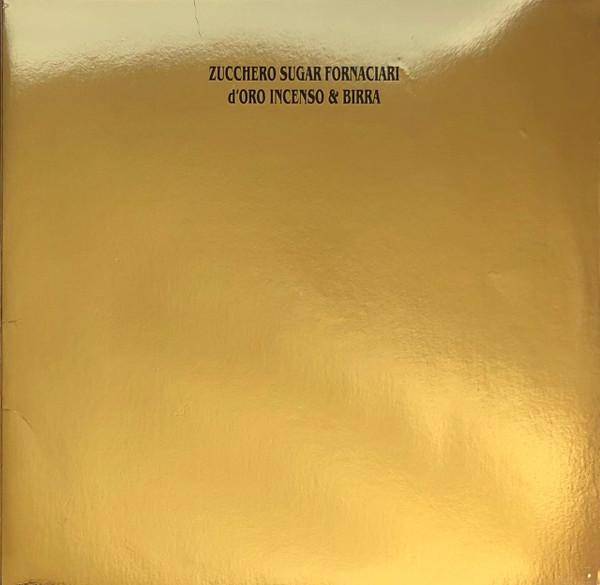 ZUCCHERO SUGAR FORNACIARI
d'ORO INCENSO & BIRRA